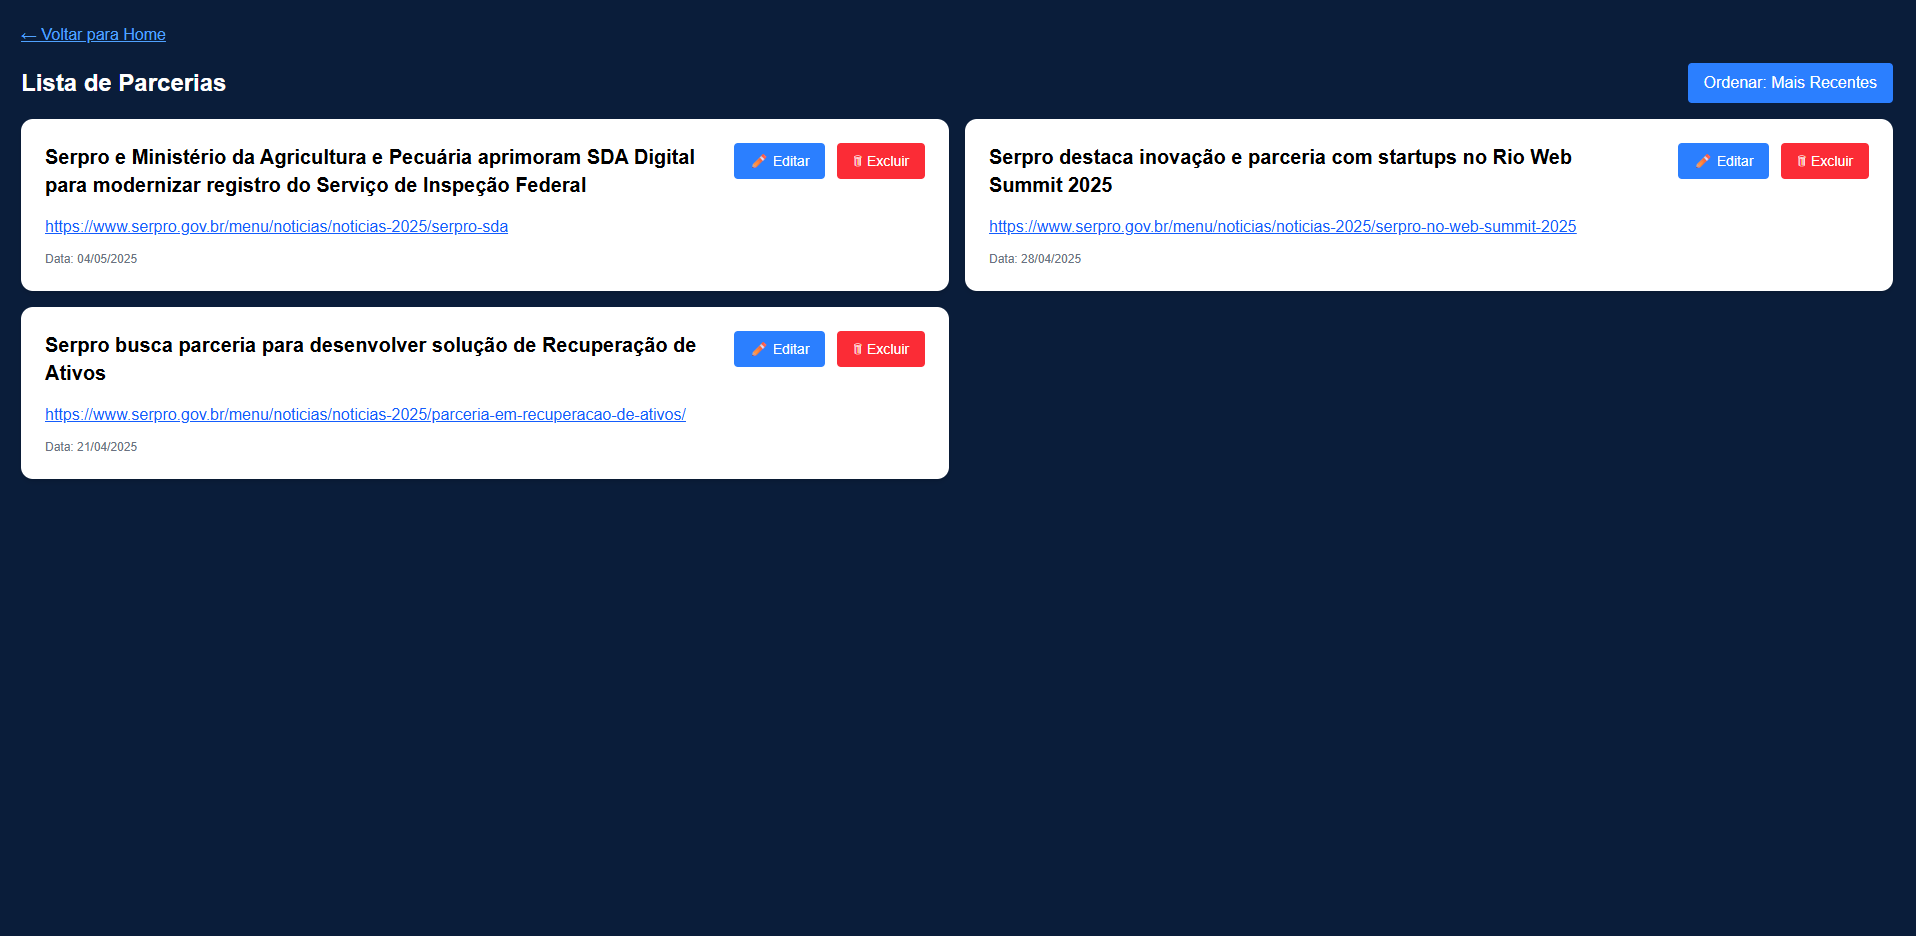 ← Voltar para Home
Lista de Parcerias
Ordenar: Mais Recentes
Serpro e Ministério da Agricultura e Pecuária aprimoram SDA Digital
para modernizar registro do Serviço de Inspeção Federal
Editar
Excluir
https://www.serpro.gov.br/menu/noticias/noticias-2025/serpro-sda
Data: 04/05/2025
Serpro destaca inovação e parceria com startups no Rio Web
Summit 2025
Editar
Excluir
https://www.serpro.gov.br/menu/noticias/noticias-2025/serpro-no-web-summit-2025
Data: 28/04/2025
Serpro busca parceria para desenvolver solução de Recuperação de
Ativos
Editar
Excluir
https://www.serpro.gov.br/menu/noticias/noticias-2025/parceria-em-recuperacao-de-ativos/
Data: 21/04/2025